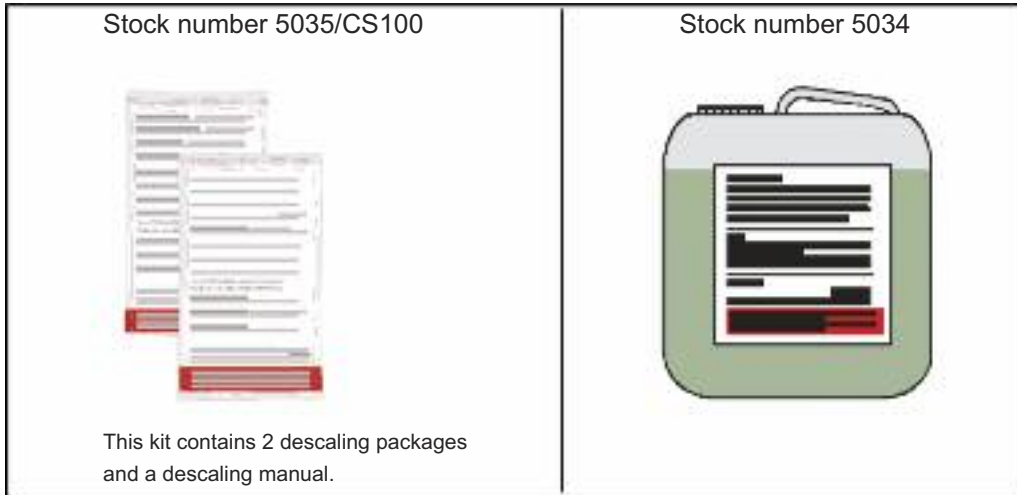 Stock number 5035/CS100
This kit contains 2 descaling packages
and a descaling manual.
Stock number 5034